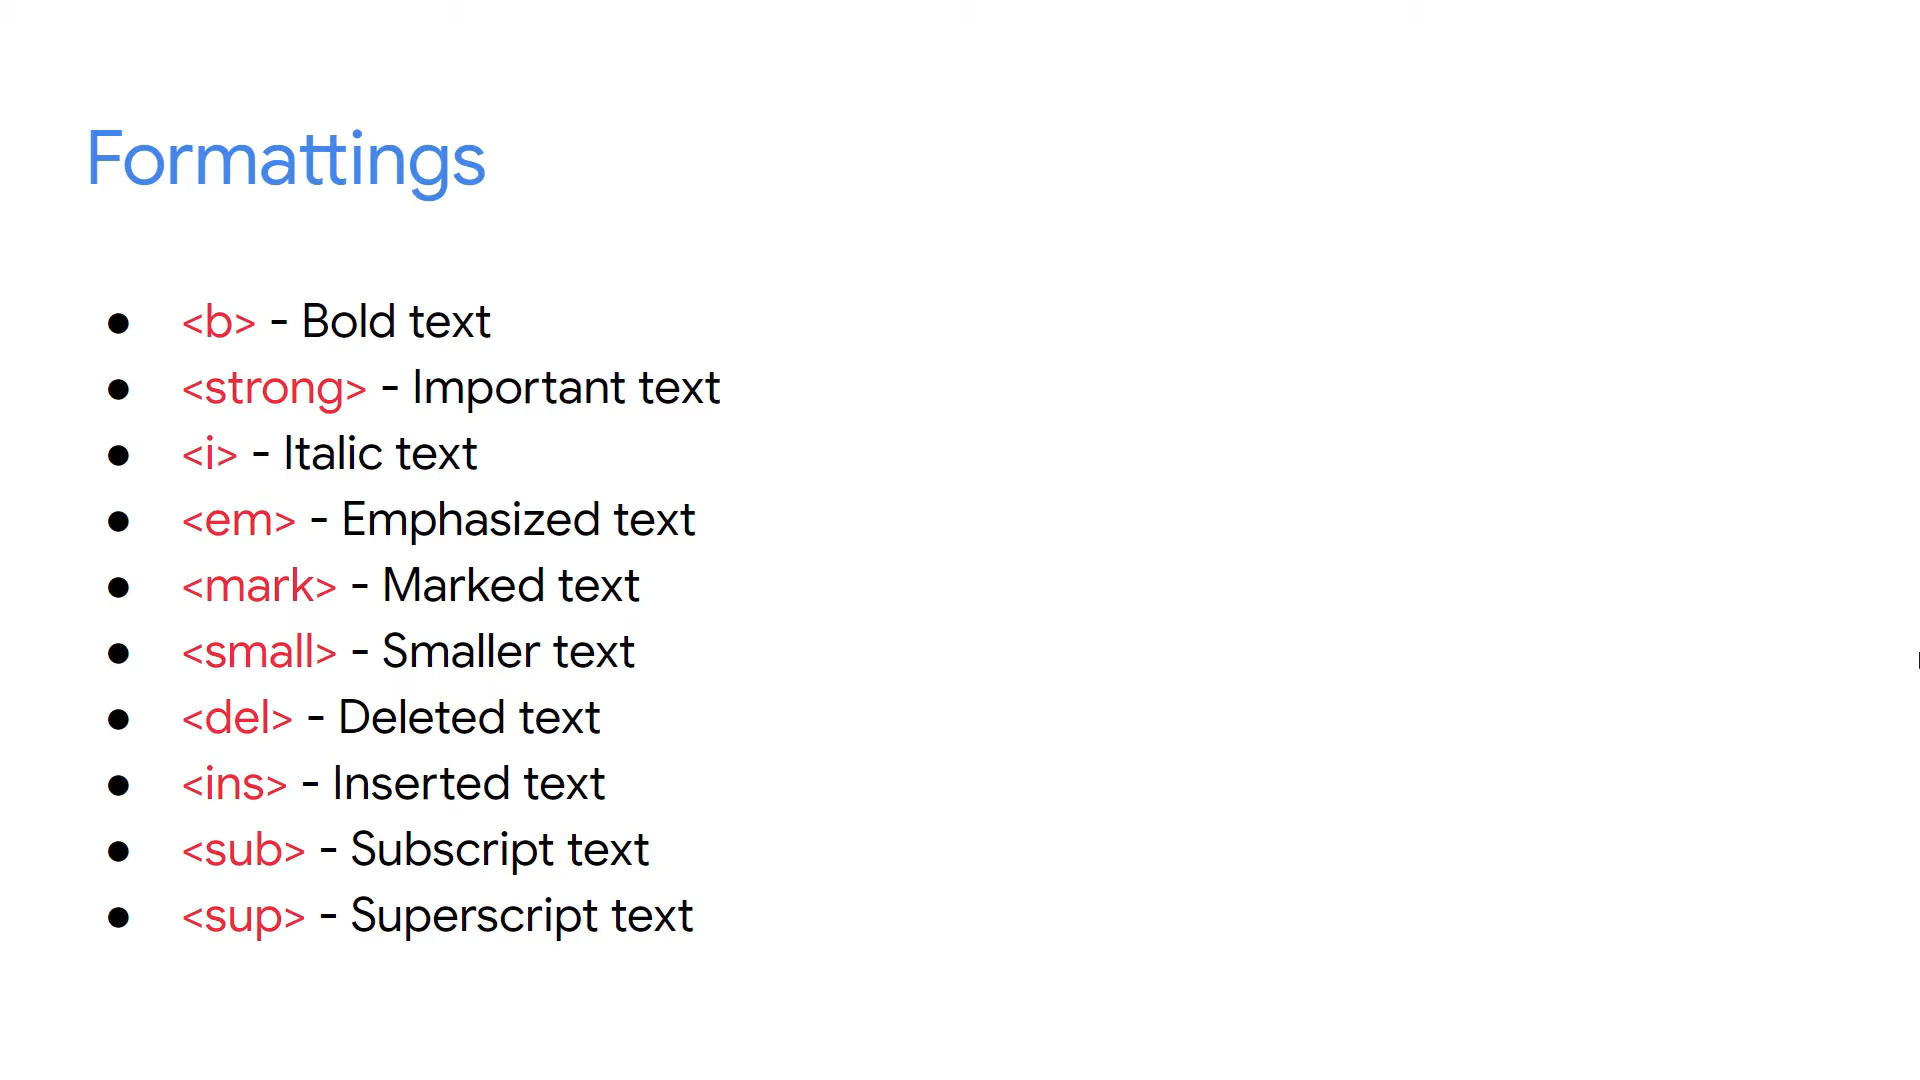 Formattings
● <b> - Bold text
● <strong> - Important text
● <i> - Italic text
● <em> - Emphasized text
● <mark> - Marked text
● <small> - Smaller text
● <del> - Deleted text
● <ins> - Inserted text
● <sub> - Subscript text
● <sup> - Superscript text